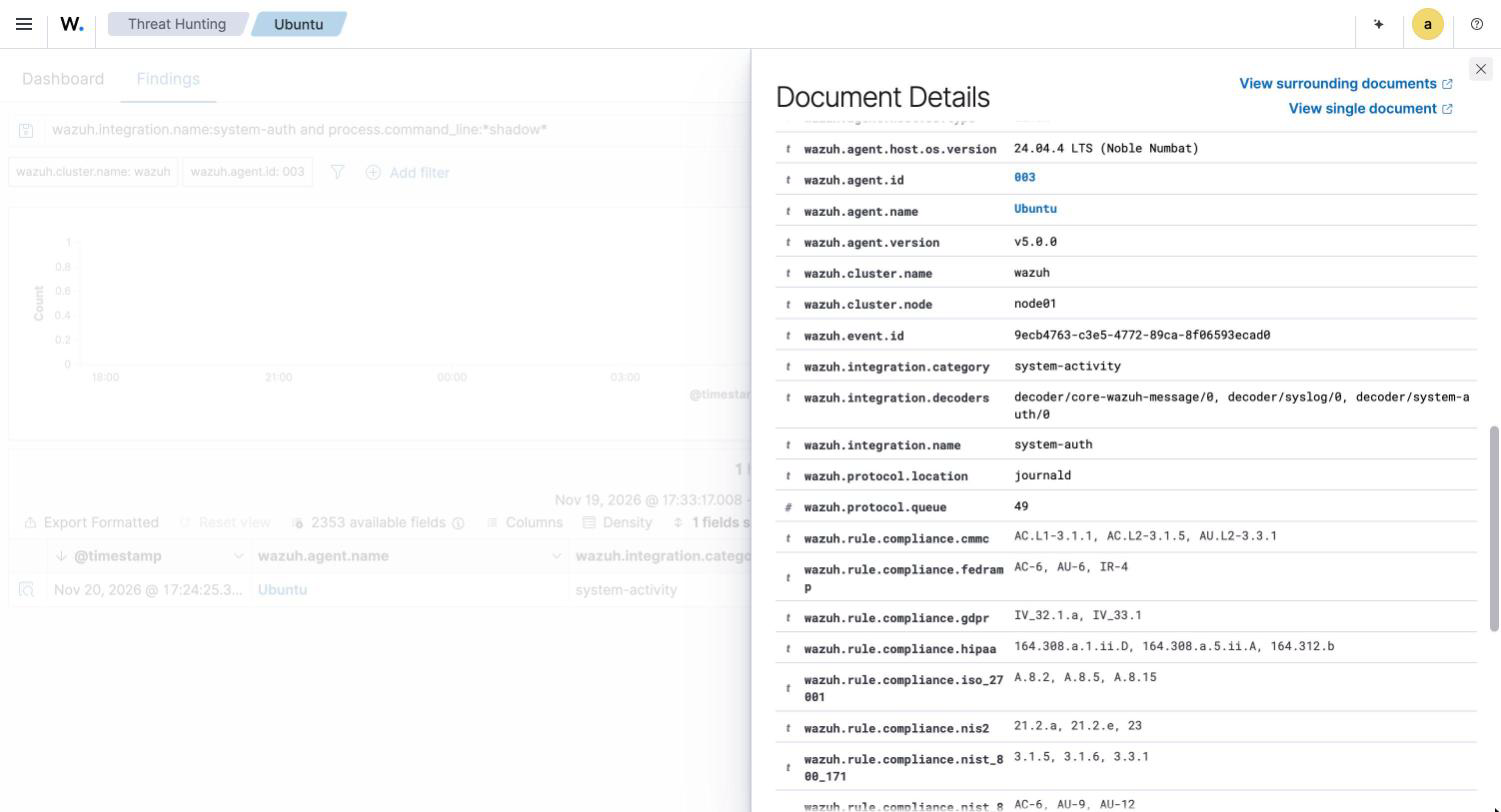 W.
Threat Hunting
Ubuntu
a
Dashboard
Findings
wazuh.integration.name:system-auth and process.command_line:*shadow*
wazuh.cluster.name: wazuh
wazuh.agent.id: 003
Add filter
Count
1
0.8
0.6
0.4
0.2
0
18:00
21:00
00:00
03:00
@timestar
1 h
Nov 19, 2026 @ 17:33:17.008 -
Export Formatted
Reset view
2353 available fields
Columns
Density
1 fields s
@timestamp
wazuh.agent.name
wazuh.integration.catego
Nov 20, 2026 @ 17:24:25.3...
Ubuntu
system-activity
Document Details
View surrounding documents
View single document
t wazuh.agent.host.os.version 24.04.4 LTS (Noble Numbat)
t wazuh.agent.id 003
t wazuh.agent.name Ubuntu
t wazuh.agent.version v5.0.0
t wazuh.cluster.name wazuh
t wazuh.cluster.node node01
t wazuh.event.id 9ecb4763-c3e5-4772-89ca-8f06593ecad0
t wazuh.integration.category system-activity
t wazuh.integration.decoders decoder/core-wazuh-message/0, decoder/syslog/0, decoder/system-a
uth/0
t wazuh.integration.name system-auth
t wazuh.protocol.location journald
# wazuh.protocol.queue 49
t wazuh.rule.compliance.cmmc AC.L1-3.1.1, AC.L2-3.1.5, AU.L2-3.3.1
t wazuh.rule.compliance.fedram AC-6, AU-6, IR-4
p
t wazuh.rule.compliance.gdpr IV_32.1.a, IV_33.1
t wazuh.rule.compliance.hipaa 164.308.a.1.ii.D, 164.308.a.5.ii.A, 164.312.b
t wazuh.rule.compliance.iso_27 A.8.2, A.8.5, A.8.15
001
t wazuh.rule.compliance.nis2 21.2.a, 21.2.e, 23
t wazuh.rule.compliance.nist_8 3.1.5, 3.1.6, 3.3.1
00_171
wazuh.rule.compliance.nist_8 AC-6, AU-9, AU-12